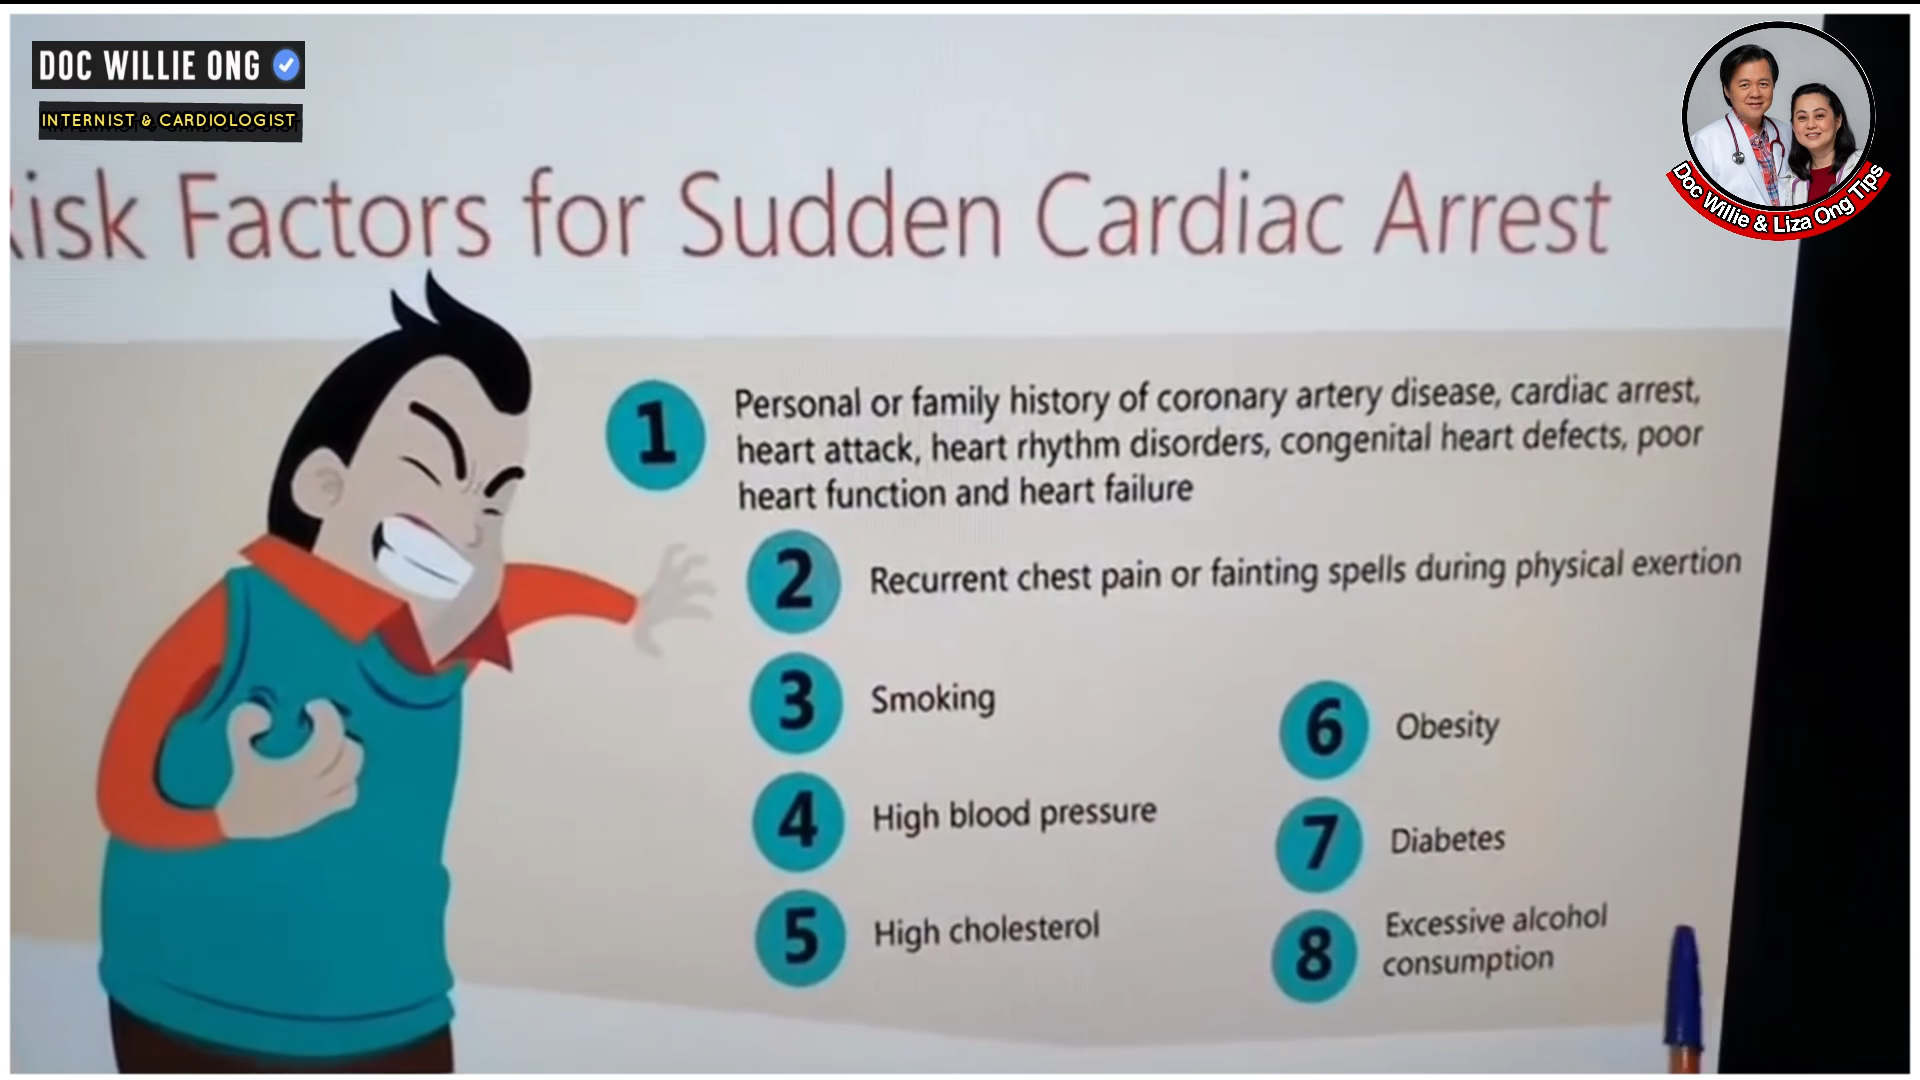 DOC WILLIE ONG
INTERNIST & CARDIOLOGIST
Doc Willie & Liza Ong Tips
Risk Factors for Sudden Cardiac Arrest
1
Personal or family history of coronary artery disease, cardiac arrest,
heart attack, heart rhythm disorders, congenital heart defects, poor
heart function and heart failure
2
Recurrent chest pain or fainting spells during physical exertion
3
Smoking
4
High blood pressure
5
High cholesterol
6
Obesity
7
Diabetes
8
Excessive alcohol
consumption